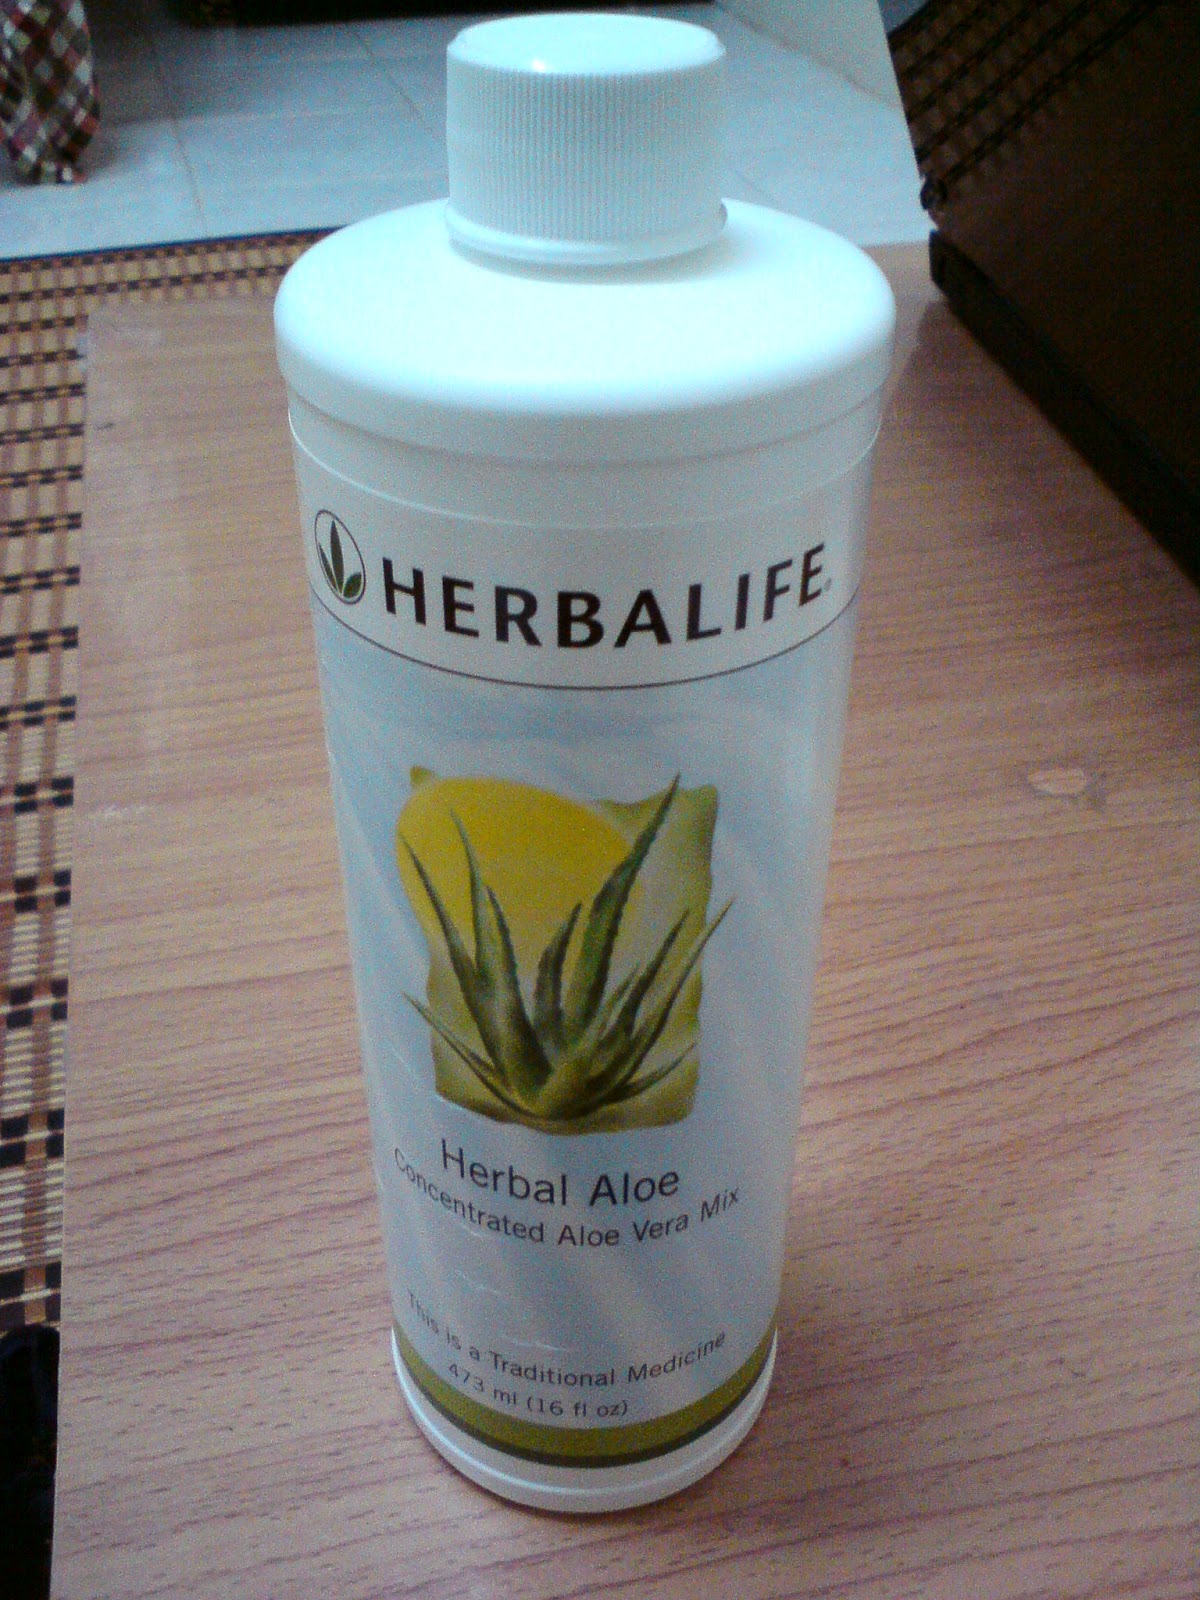 HERBALIFE®
Herbal Aloe
Concentrated Aloe Vera Mix
This is a Traditional Medicine
473 ml (16 fl oz)